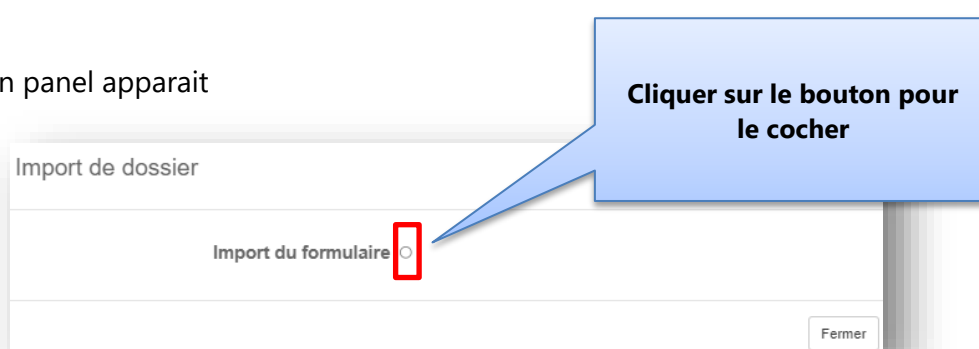 n panel apparait
Cliquer sur le bouton pour
le cocher
Import de dossier
Import du formulaire
Fermer